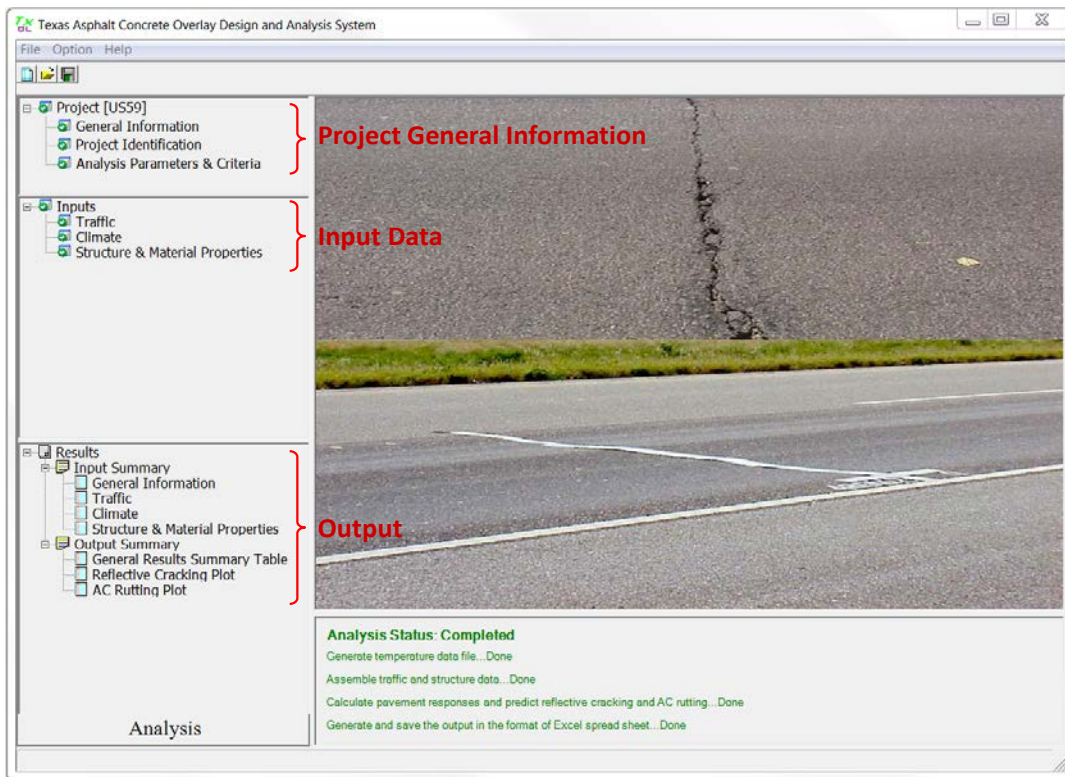 Texas Asphalt Concrete Overlay Design and Analysis System
File Option Help
Project [US59]
General Information
Project Identification
Analysis Parameters & Criteria
Project General Information
Inputs
Traffic
Climate
Structure & Material Properties
Input Data
Results
Input Summary
General Information
Traffic
Climate
Structure & Material Properties
Output Summary
General Results Summary Table
Reflective Cracking Plot
AC Rutting Plot
Output
Analysis
Analysis Status: Completed
Generate temperature data file...Done
Assemble traffic and structure data...Done
Calculate pavement responses and predict reflective cracking and AC rutting...Done
Generate and save the output in the format of Excel spread sheet...Done